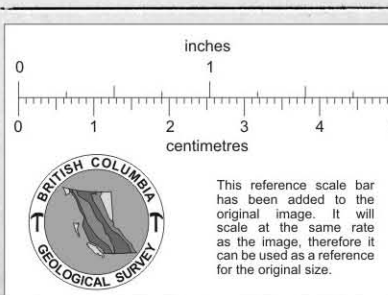 inches
0 1
0 1 2 3 4
centimetres
BRITISH COLUMBIA
GEOLOGICAL SURVEY
This reference scale bar
has been added to the
original image. It will
scale at the same rate
as the image, therefore it
can be used as a reference
for the original size.